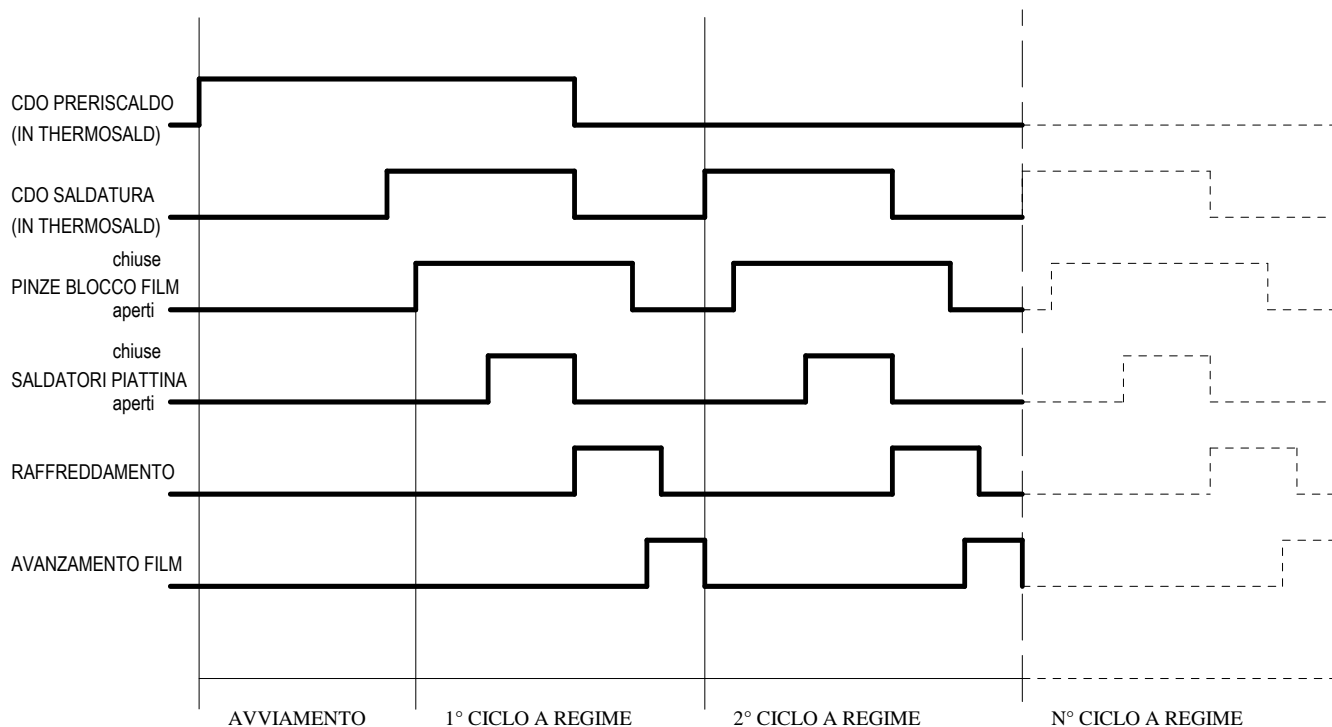 CDO PRERISCALDO
(IN THERMOSALD)
CDO SALDATURA
(IN THERMOSALD)
chiuse
PINZE BLOCCO FILM
aperti
chiuse
SALDATORI PIATTINA
aperti
RAFFREDDAMENTO
AVANZAMENTO FILM
AVVIAMENTO
1° CICLO A REGIME
2° CICLO A REGIME
N° CICLO A REGIME